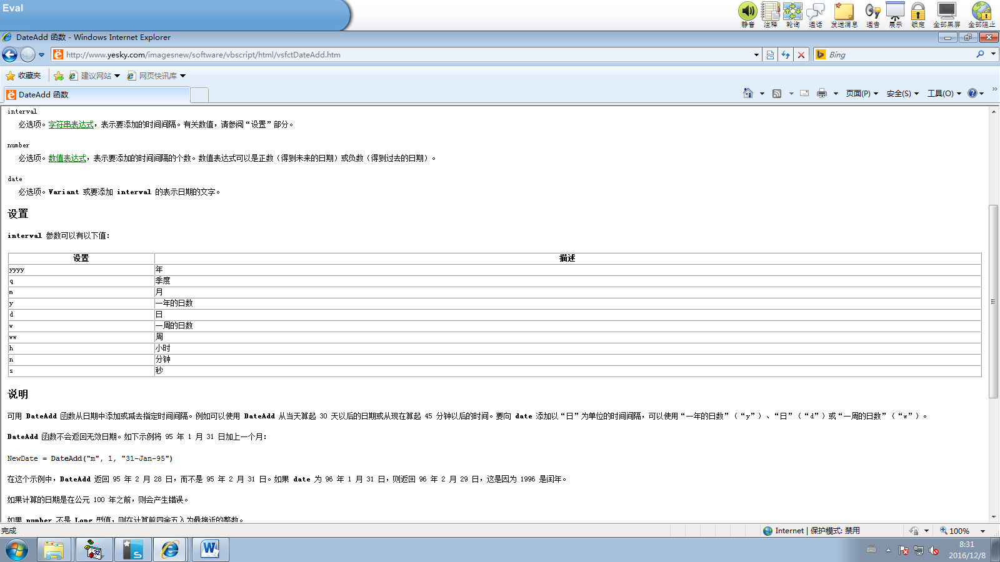 Eval
静音 注释 轮询 通话 发送消息 通告 展示 锁定 全部黑屏 全部阻止
DateAdd 函数 - Windows Internet Explorer
http://www.yesky.com/imagesnew/software/vbscript/html/vsfctDateAdd.htm
Bing
收藏夹 建议网站 网页快讯库
DateAdd 函数
页面(P) 安全(S) 工具(O)
interval
必选项。字符串表达式，表示要添加的时间间隔。有关数值，请参阅“设置”部分。
number
必选项。数值表达式，表示要添加的时间间隔的个数。数值表达式可以是正数（得到未来的日期）或负数（得到过去的日期）。
date
必选项。Variant 或要添加 interval 的表示日期的文字。
设置
interval 参数可以有以下值：
设置 描述
yyyy 年
q 季度
m 月
y 一年的日数
d 日
w 一周的日数
ww 周
h 小时
n 分钟
s 秒
说明
可用 DateAdd 函数从日期中添加或减去指定时间间隔。例如可以使用 DateAdd 从当天算起 30 天以后的日期或从现在算起 45 分钟以后的时间。要向 date 添加以“日”为单位的时间间隔，可以使用“一年的日数”（“y”）、“日”（“d”）或“一周的日数”（“w”）。
DateAdd 函数不会返回无效日期。如下示例将 95 年 1 月 31 日加上一个月：
NewDate = DateAdd("m", 1, "31-Jan-95")
在这个示例中，DateAdd 返回 95 年 2 月 28 日，而不是 95 年 2 月 31 日。如果 date 为 96 年 1 月 31 日，则返回 96 年 2 月 29 日，这是因为 1996 是闰年。
如果计算的日期是在公元 100 年之前，则会产生错误。
如果 number 不是 Long 型值，则在计算前四舍五入为最接近的整数。
完成
Internet | 保护模式: 禁用
100%
8:31
2016/12/8